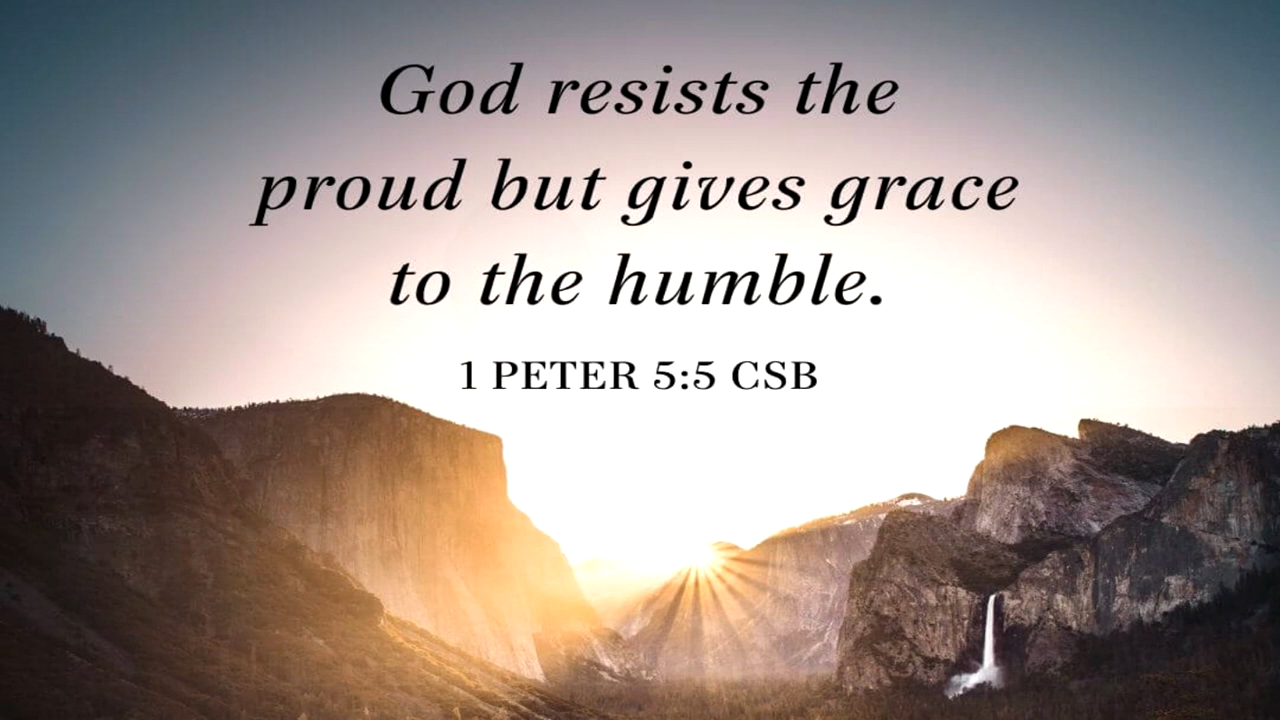 God resists the
proud but gives grace
to the humble.
1 PETER 5:5 CSB